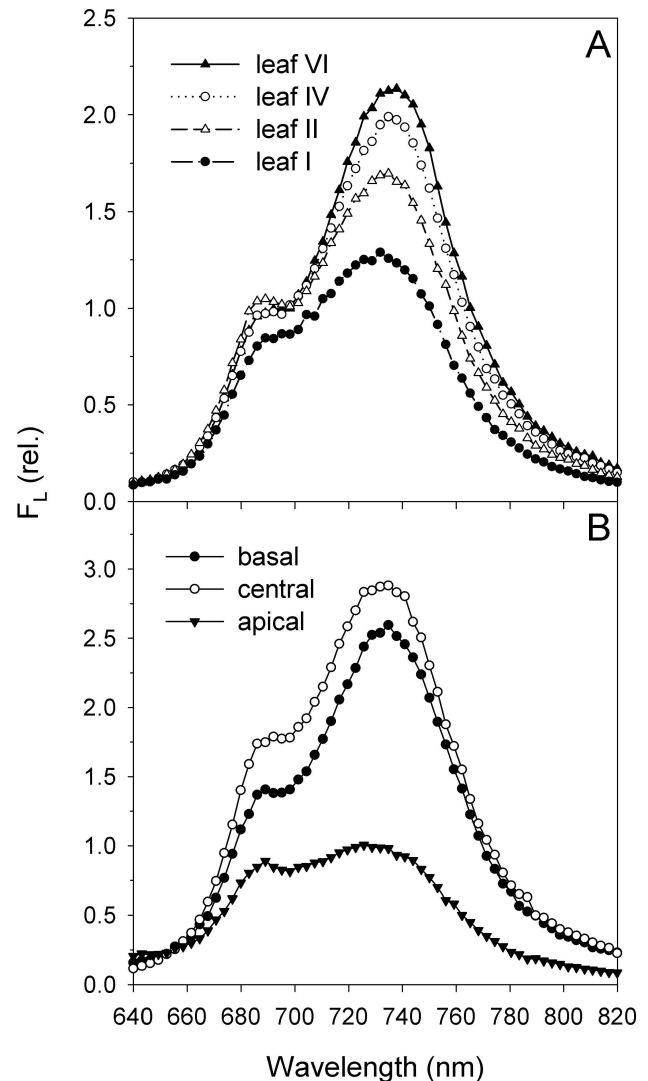 A
leaf VI
leaf IV
leaf II
leaf I
2.5
2.0
1.5
1.0
0.5
0.0
F_L (rel.)
B
basal
central
apical
3.0
2.5
2.0
1.5
1.0
0.5
0.0
640 660 680 700 720 740 760 780 800 820
Wavelength (nm)